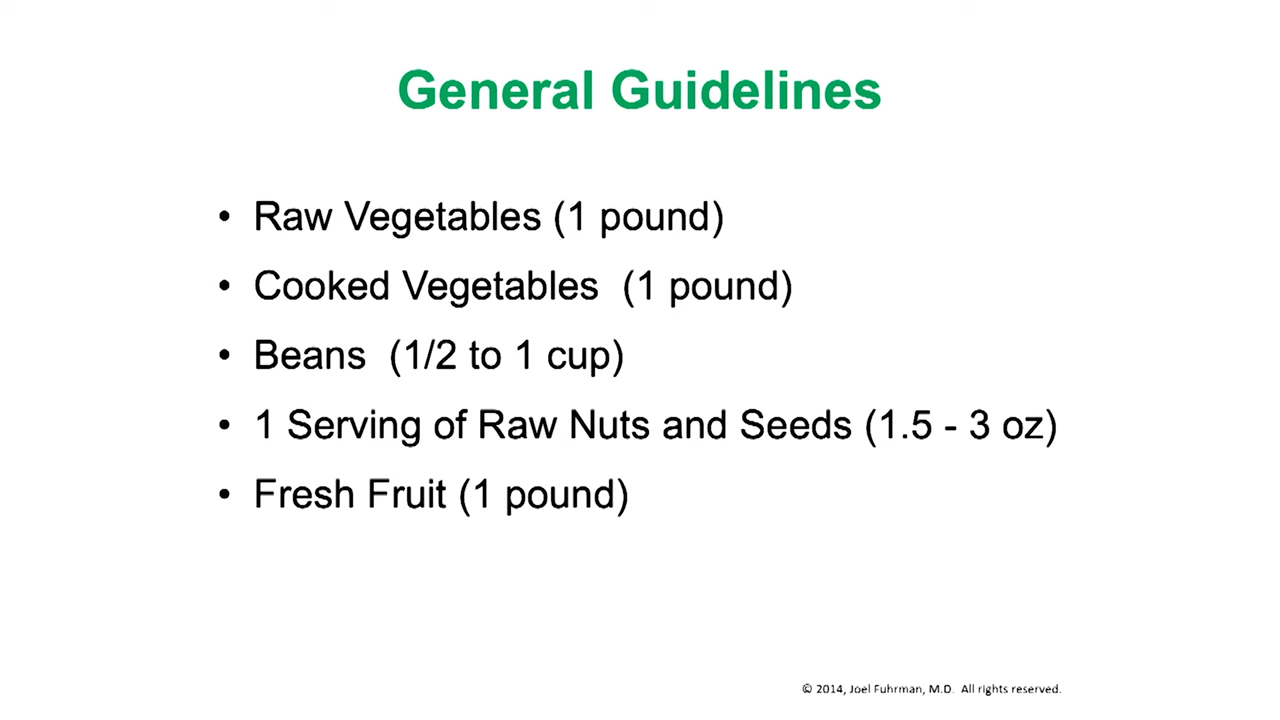 General Guidelines
• Raw Vegetables (1 pound)
• Cooked Vegetables  (1 pound)
• Beans  (1/2 to 1 cup)
• 1 Serving of Raw Nuts and Seeds (1.5 - 3 oz)
• Fresh Fruit (1 pound)
© 2014, Joel Fuhrman, M.D.  All rights reserved.